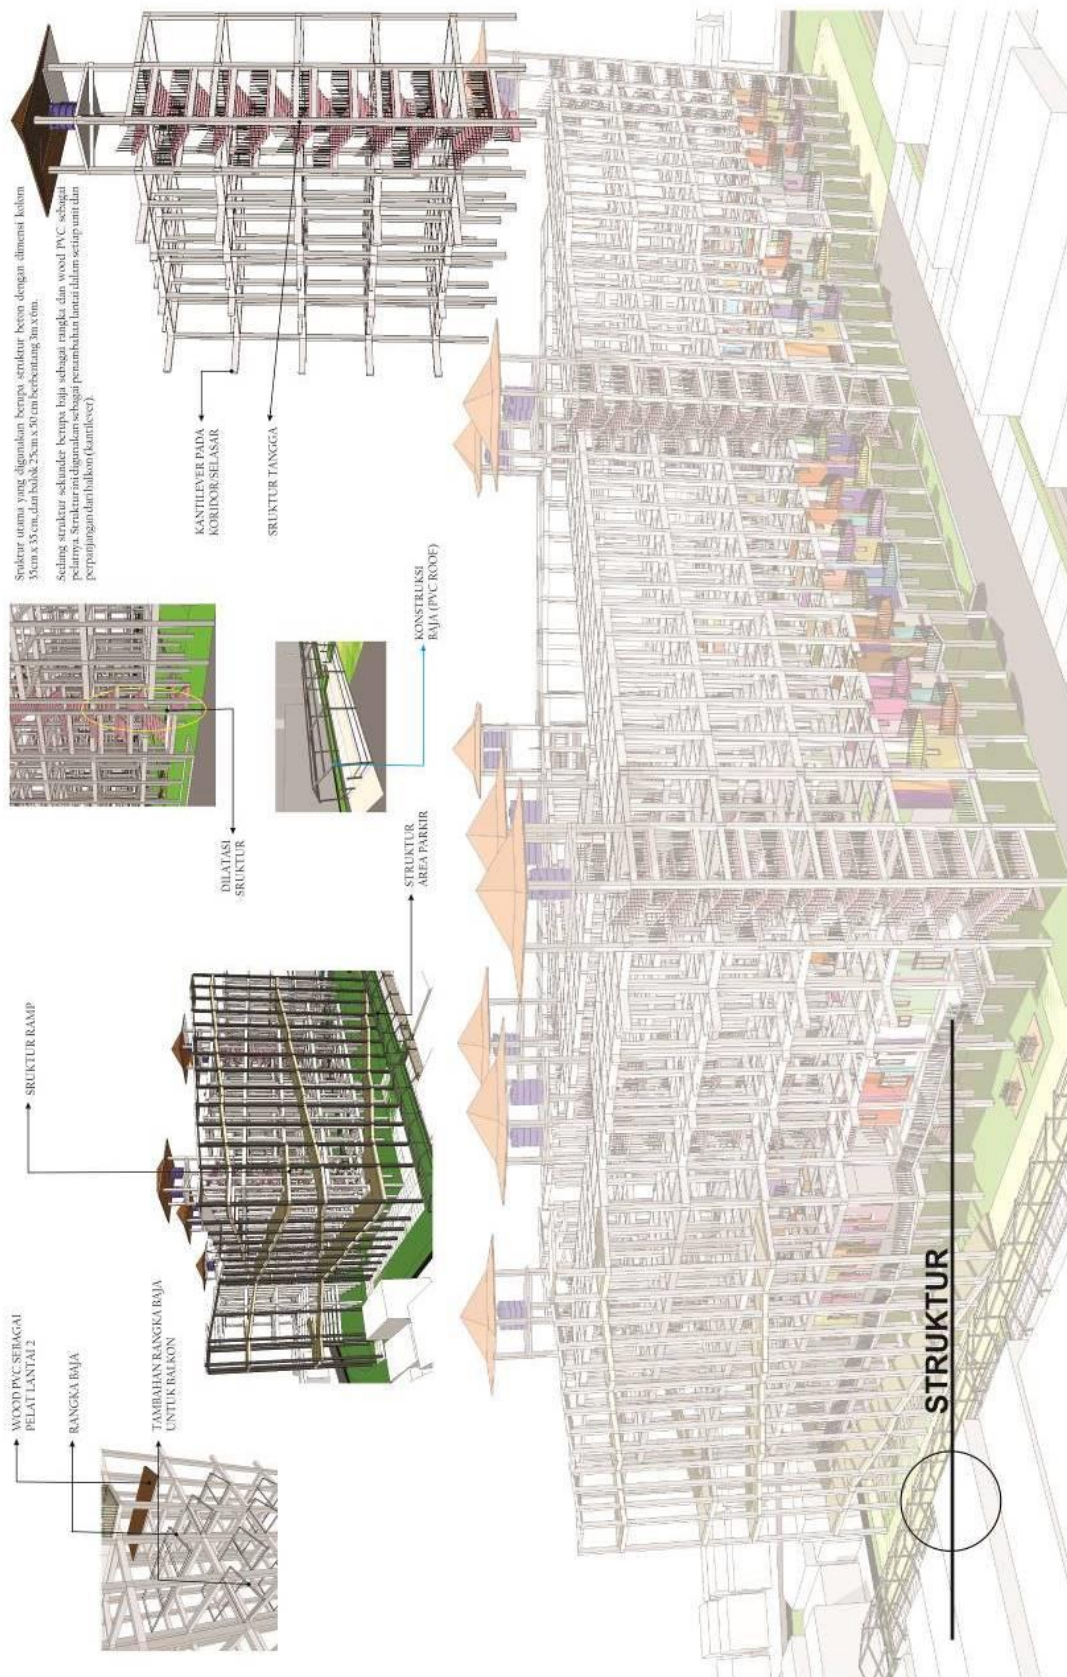 WOOD PVC SEBAGAI
PELAT LANTAI 2
RANGKA BAJA
TAMBAHAN RANGKA BAJA
UNTUK BALKON
SRUKTUR RAMP
STRUKTUR
AREA PARKIR
DILATASI
SRUKTUR
KONSTRUKSI
BAJA (PVC ROOF)
Sruktur utama yang digunakan berupa struktur beton dengan dimensi kolom
35cm x 35 cm, dan balok 25cm x 50 cm berbentang 3m x 6m.
Sedang struktur sekunder berupa baja sebagai rangka dan wood PVC sebagai
pelatnya. Struktur ini digunakan sebagai penambahan lantai dalam setiap unit dan
perpanjangan dari balkon (kantilever).
KANTILEVER PADA
KORIDOR/SELASAR
SRUKTUR TANGGA
STRUKTUR